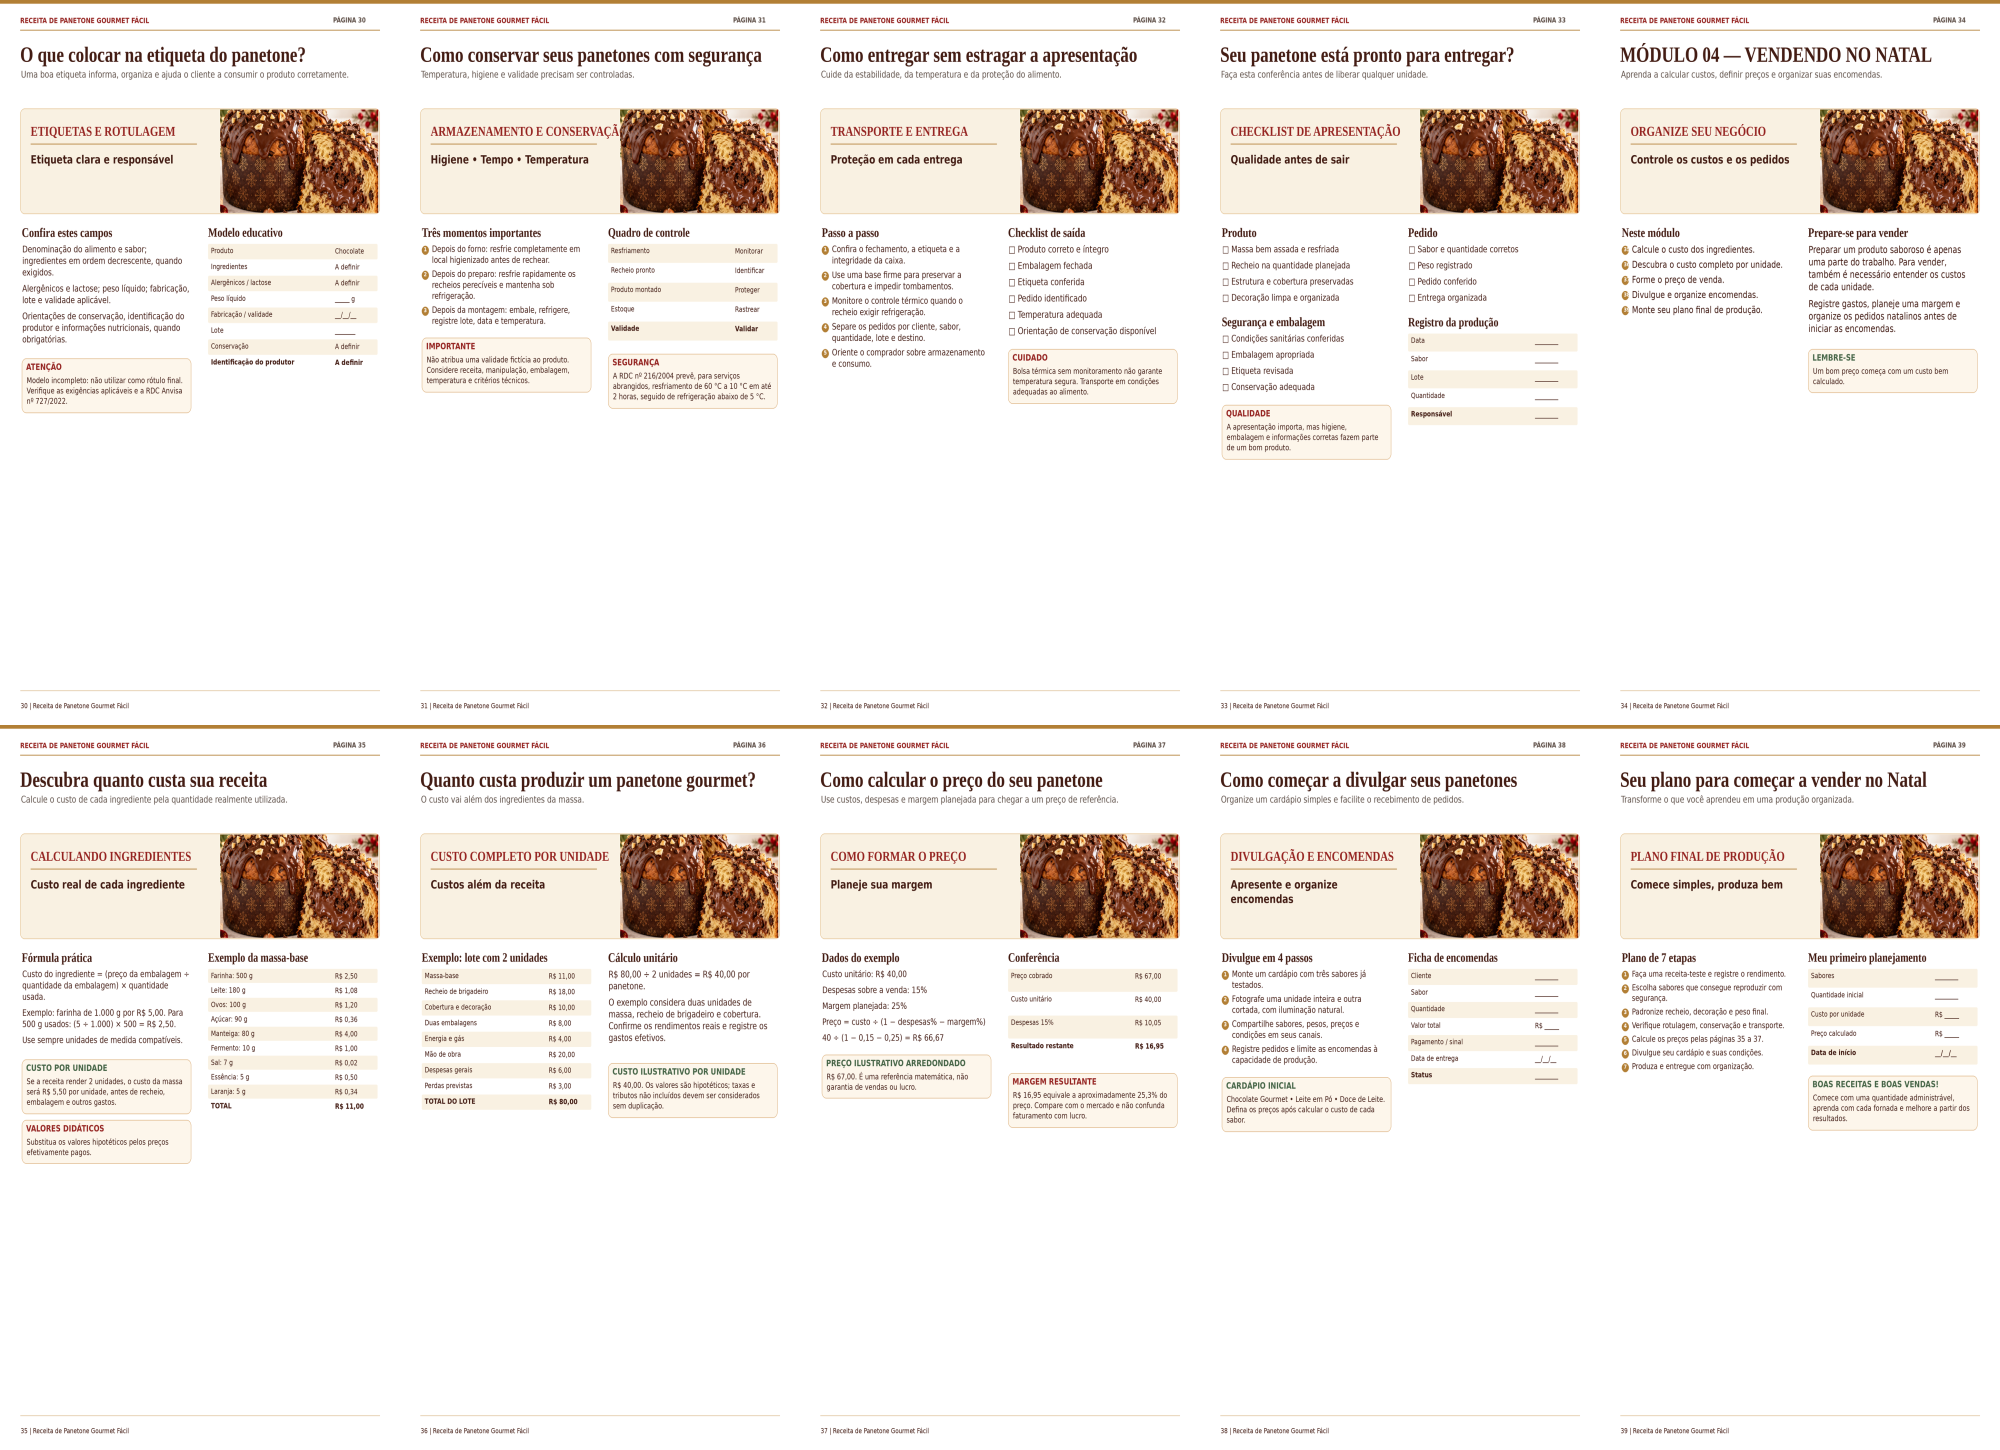 RECEITA DE PANETONE GOURMET FÁCIL
PÁGINA 30
O que colocar na etiqueta do panetone?
Uma boa etiqueta informa, organiza e ajuda o cliente a consumir o produto corretamente.
ETIQUETAS E ROTULAGEM
Etiqueta clara e responsável
Confira estes campos
Denominação do alimento e sabor;
ingredientes em ordem decrescente, quando
exigidos.
Alergênicos e lactose; peso líquido; fabricação,
lote e validade aplicável.
Orientações de conservação, identificação do
produtor e informações nutricionais, quando
obrigatórias.
ATENÇÃO
Modelo incompleto: não utilizar como rótulo final.
Verifique as exigências aplicáveis e a RDC Anvisa
nº 727/2022.
Modelo educativo
Produto Chocolate
Ingredientes A definir
Alergênicos / lactose A definir
Peso líquido _____ g
Fabricação / validade __/__/__
Lote ______
Conservação A definir
Identificação do produtor A definir
30 | Receita de Panetone Gourmet Fácil
RECEITA DE PANETONE GOURMET FÁCIL
PÁGINA 31
Como conservar seus panetones com segurança
Temperatura, higiene e validade precisam ser controladas.
ARMAZENAMENTO E CONSERVAÇÃ
Higiene • Tempo • Temperatura
Três momentos importantes
1 Depois do forno: resfrie completamente em
local higienizado antes de rechear.
2 Depois do preparo: resfrie rapidamente os
recheios perecíveis e mantenha sob
refrigeração.
3 Depois da montagem: embale, refrigere,
registre lote, data e temperatura.
IMPORTANTE
Não atribua uma validade fictícia ao produto.
Considere receita, manipulação, embalagem,
temperatura e critérios técnicos.
Quadro de controle
Resfriamento Monitorar
Recheio pronto Identificar
Produto montado Proteger
Estoque Rastrear
Validade Validar
SEGURANÇA
A RDC nº 216/2004 prevê, para serviços
abrangidos, resfriamento de 60 °C a 10 °C em até
2 horas, seguido de refrigeração abaixo de 5 °C.
31 | Receita de Panetone Gourmet Fácil
RECEITA DE PANETONE GOURMET FÁCIL
PÁGINA 32
Como entregar sem estragar a apresentação
Cuide da estabilidade, da temperatura e da proteção do alimento.
TRANSPORTE E ENTREGA
Proteção em cada entrega
Passo a passo
1 Confira o fechamento, a etiqueta e a
integridade da caixa.
2 Use uma base firme para preservar a
cobertura e impedir tombamentos.
3 Monitore o controle térmico quando o
recheio exigir refrigeração.
4 Separe os pedidos por cliente, sabor,
quantidade, lote e destino.
5 Oriente o comprador sobre armazenamento
e consumo.
Checklist de saída
□ Produto correto e íntegro
□ Embalagem fechada
□ Etiqueta conferida
□ Pedido identificado
□ Temperatura adequada
□ Orientação de conservação disponível
CUIDADO
Bolsa térmica sem monitoramento não garante
temperatura segura. Transporte em condições
adequadas ao alimento.
32 | Receita de Panetone Gourmet Fácil
RECEITA DE PANETONE GOURMET FÁCIL
PÁGINA 33
Seu panetone está pronto para entregar?
Faça esta conferência antes de liberar qualquer unidade.
CHECKLIST DE APRESENTAÇÃO
Qualidade antes de sair
Produto
□ Massa bem assada e resfriada
□ Recheio na quantidade planejada
□ Estrutura e cobertura preservadas
□ Decoração limpa e organizada
Segurança e embalagem
□ Condições sanitárias conferidas
□ Embalagem apropriada
□ Etiqueta revisada
□ Conservação adequada
QUALIDADE
A apresentação importa, mas higiene,
embalagem e informações corretas fazem parte
de um bom produto.
Pedido
□ Sabor e quantidade corretos
□ Peso registrado
□ Pedido conferido
□ Entrega organizada
Registro da produção
Data ______
Sabor ______
Lote ______
Quantidade ______
Responsável ______
33 | Receita de Panetone Gourmet Fácil
RECEITA DE PANETONE GOURMET FÁCIL
PÁGINA 34
MÓDULO 04 — VENDENDO NO NATAL
Aprenda a calcular custos, definir preços e organizar suas encomendas.
ORGANIZE SEU NEGÓCIO
Controle os custos e os pedidos
Neste módulo
Calcule o custo dos ingredientes.
Descubra o custo completo por unidade.
Forme o preço de venda.
Divulgue e organize encomendas.
Monte seu plano final de produção.
Prepare-se para vender
Preparar um produto saboroso é apenas
uma parte do trabalho. Para vender,
também é necessário entender os custos
de cada unidade.
Registre gastos, planeje uma margem e
organize os pedidos natalinos antes de
iniciar as encomendas.
LEMBRE-SE
Um bom preço começa com um custo bem
calculado.
34 | Receita de Panetone Gourmet Fácil
RECEITA DE PANETONE GOURMET FÁCIL
PÁGINA 35
Descubra quanto custa sua receita
Calcule o custo de cada ingrediente pela quantidade realmente utilizada.
CALCULANDO INGREDIENTES
Custo real de cada ingrediente
Fórmula prática
Custo do ingrediente = (preço da embalagem ÷
quantidade da embalagem) × quantidade
usada.
Exemplo: farinha de 1.000 g por R$ 5,00. Para
500 g usados: (5 ÷ 1.000) × 500 = R$ 2,50.
Use sempre unidades de medida compatíveis.
CUSTO POR UNIDADE
Se a receita render 2 unidades, o custo da massa
será R$ 5,50 por unidade, antes de recheio,
embalagem e outros gastos.
VALORES DIDÁTICOS
Substitua os valores hipotéticos pelos preços
efetivamente pagos.
Exemplo da massa-base
Farinha: 500 g R$ 2,50
Leite: 180 g R$ 1,08
Ovos: 100 g R$ 1,20
Açúcar: 90 g R$ 0,36
Manteiga: 80 g R$ 4,00
Fermento: 10 g R$ 1,00
Sal: 7 g R$ 0,02
Essência: 5 g R$ 0,50
Laranja: 5 g R$ 0,34
TOTAL R$ 11,00
35 | Receita de Panetone Gourmet Fácil
RECEITA DE PANETONE GOURMET FÁCIL
PÁGINA 36
Quanto custa produzir um panetone gourmet?
O custo vai além dos ingredientes da massa.
CUSTO COMPLETO POR UNIDADE
Custos além da receita
Exemplo: lote com 2 unidades
Massa-base R$ 11,00
Recheio de brigadeiro R$ 18,00
Cobertura e decoração R$ 10,00
Duas embalagens R$ 8,00
Energia e gás R$ 4,00
Mão de obra R$ 20,00
Despesas gerais R$ 6,00
Perdas previstas R$ 3,00
TOTAL DO LOTE R$ 80,00
Cálculo unitário
R$ 80,00 ÷ 2 unidades = R$ 40,00 por
panetone.
O exemplo considera duas unidades de
massa, recheio de brigadeiro e cobertura.
Confirme os rendimentos reais e registre os
gastos efetivos.
CUSTO ILUSTRATIVO POR UNIDADE
R$ 40,00. Os valores são hipotéticos; taxas e
tributos não incluídos devem ser considerados
sem duplicação.
36 | Receita de Panetone Gourmet Fácil
RECEITA DE PANETONE GOURMET FÁCIL
PÁGINA 37
Como calcular o preço do seu panetone
Use custos, despesas e margem planejada para chegar a um preço de referência.
COMO FORMAR O PREÇO
Planeje sua margem
Dados do exemplo
Custo unitário: R$ 40,00
Despesas sobre a venda: 15%
Margem planejada: 25%
Preço = custo ÷ (1 − despesas% − margem%)
40 ÷ (1 − 0,15 − 0,25) = R$ 66,67
PREÇO ILUSTRATIVO ARREDONDADO
R$ 67,00. É uma referência matemática, não
garantia de vendas ou lucro.
Conferência
Preço cobrado R$ 67,00
Custo unitário R$ 40,00
Despesas 15% R$ 10,05
Resultado restante R$ 16,95
MARGEM RESULTANTE
R$ 16,95 equivale a aproximadamente 25,3% do
preço. Compare com o mercado e não confunda
faturamento com lucro.
37 | Receita de Panetone Gourmet Fácil
RECEITA DE PANETONE GOURMET FÁCIL
PÁGINA 38
Como começar a divulgar seus panetones
Organize um cardápio simples e facilite o recebimento de pedidos.
DIVULGAÇÃO E ENCOMENDAS
Apresente e organize
encomendas
Divulgue em 4 passos
1 Monte um cardápio com três sabores já
testados.
2 Fotografe uma unidade inteira e outra
cortada, com iluminação natural.
3 Compartilhe sabores, pesos, preços e
condições em seus canais.
4 Registre pedidos e limite as encomendas à
capacidade de produção.
CARDÁPIO INICIAL
Chocolate Gourmet • Leite em Pó • Doce de Leite.
Defina os preços após calcular o custo de cada
sabor.
Ficha de encomendas
Cliente ______
Sabor ______
Quantidade ______
Valor total R$ ____
Pagamento / sinal ______
Data de entrega __/__/__
Status ______
38 | Receita de Panetone Gourmet Fácil
RECEITA DE PANETONE GOURMET FÁCIL
PÁGINA 39
Seu plano para começar a vender no Natal
Transforme o que você aprendeu em uma produção organizada.
PLANO FINAL DE PRODUÇÃO
Comece simples, produza bem
Plano de 7 etapas
1 Faça uma receita-teste e registre o rendimento.
2 Escolha sabores que consegue reproduzir com
segurança.
3 Padronize recheio, decoração e peso final.
4 Verifique rotulagem, conservação e transporte.
5 Calcule os preços pelas páginas 35 a 37.
6 Divulgue seu cardápio e suas condições.
7 Produza e entregue com organização.
Meu primeiro planejamento
Sabores ______
Quantidade inicial ______
Custo por unidade R$ ____
Preço calculado R$ ____
Data de início __/__/__
BOAS RECEITAS E BOAS VENDAS!
Comece com uma quantidade administrável,
aprenda com cada fornada e melhore a partir dos
resultados.
39 | Receita de Panetone Gourmet Fácil